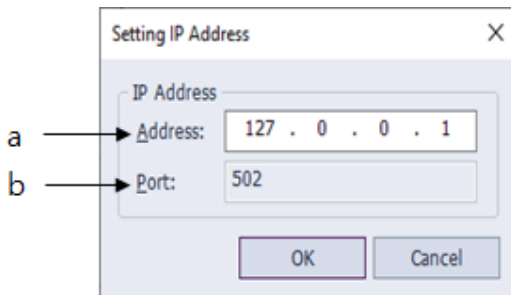 Setting IP Address
IP Address
a
Address:
127 . 0 . 0 . 1
b
Port:
502
OK
Cancel